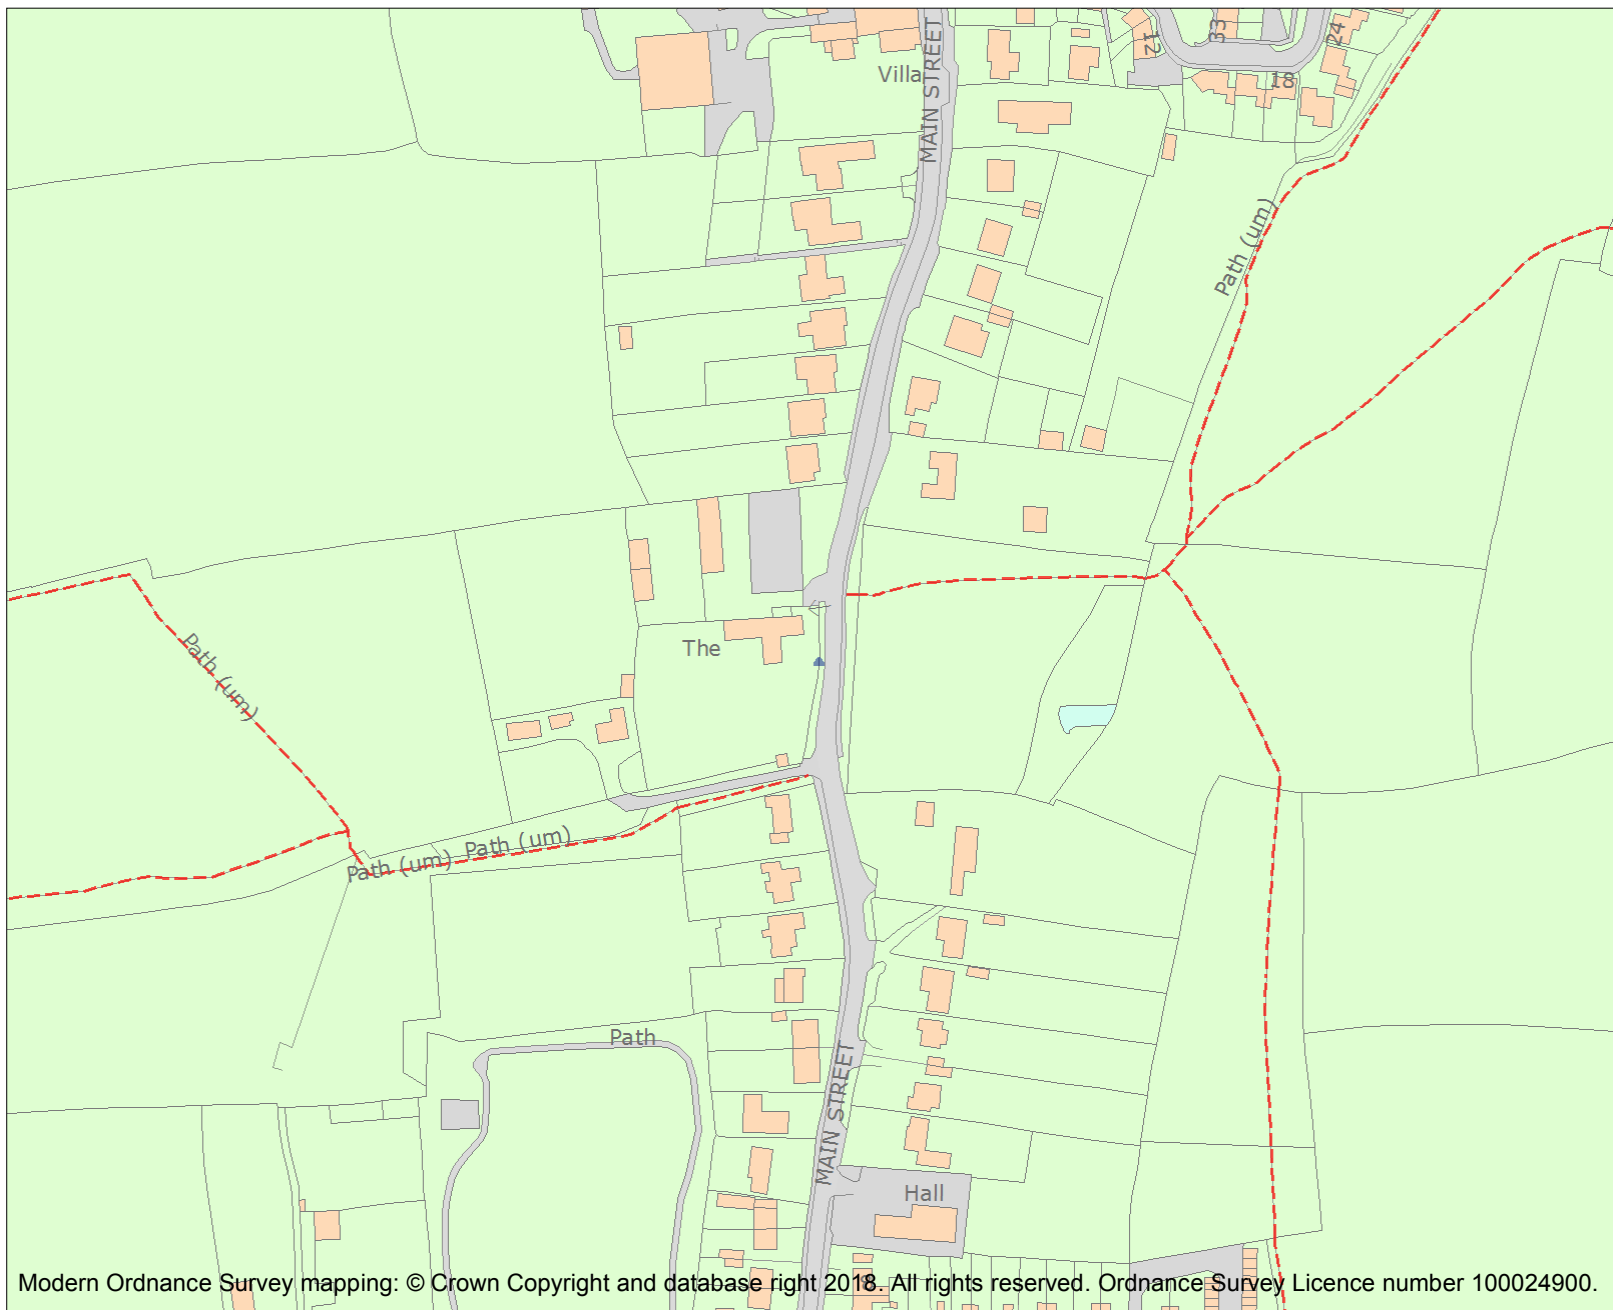 MAIN STREET
Villa
12
33
24
18
Path (um)
The
Path (um)
Path (um)
Path (um)
Path
MAIN STREET
Hall
Modern Ordnance Survey mapping: © Crown Copyright and database right 2018. All rights reserved. Ordnance Survey Licence number 100024900.